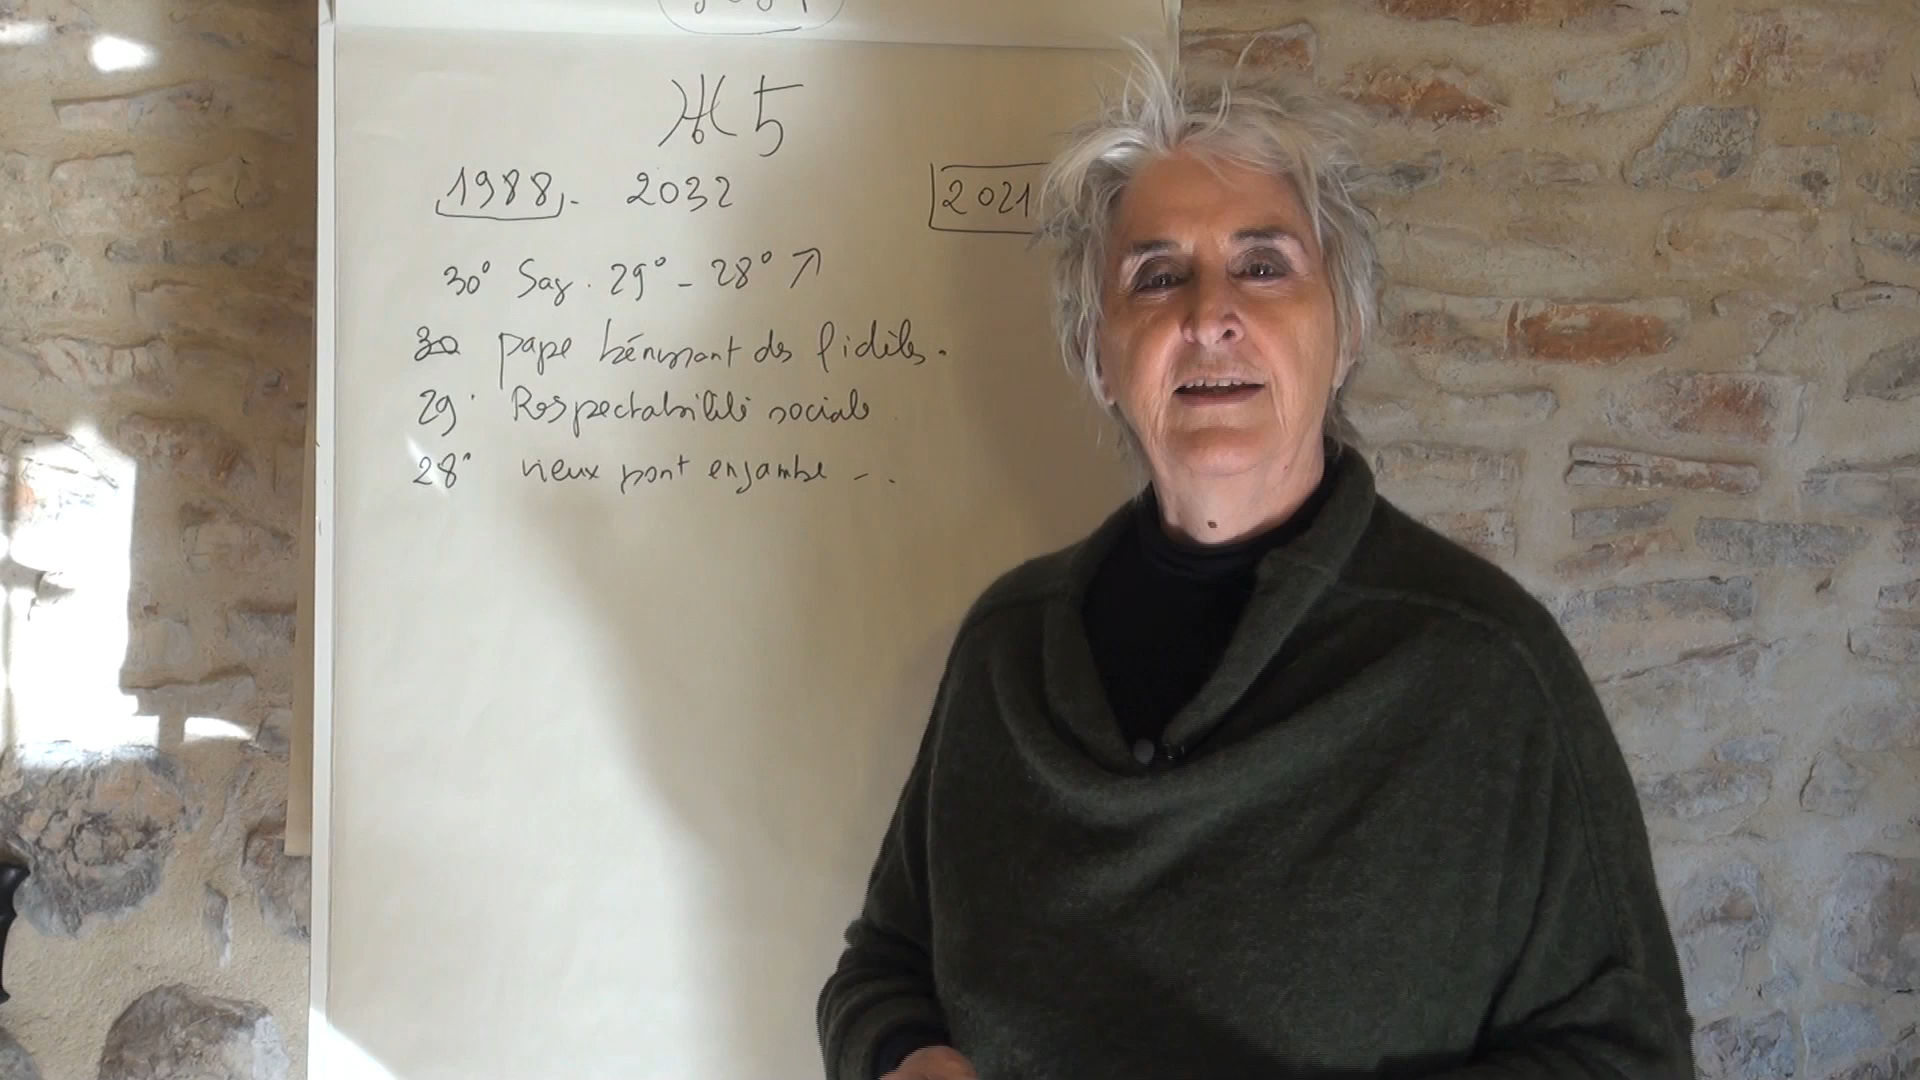 ♅ ♄
1988. 2032
2021
30° Sag. 29° - 28° ↗
30 pape bénissant des fidèles.
29° Respectabilité sociale.
28° vieux pont enjambe - .